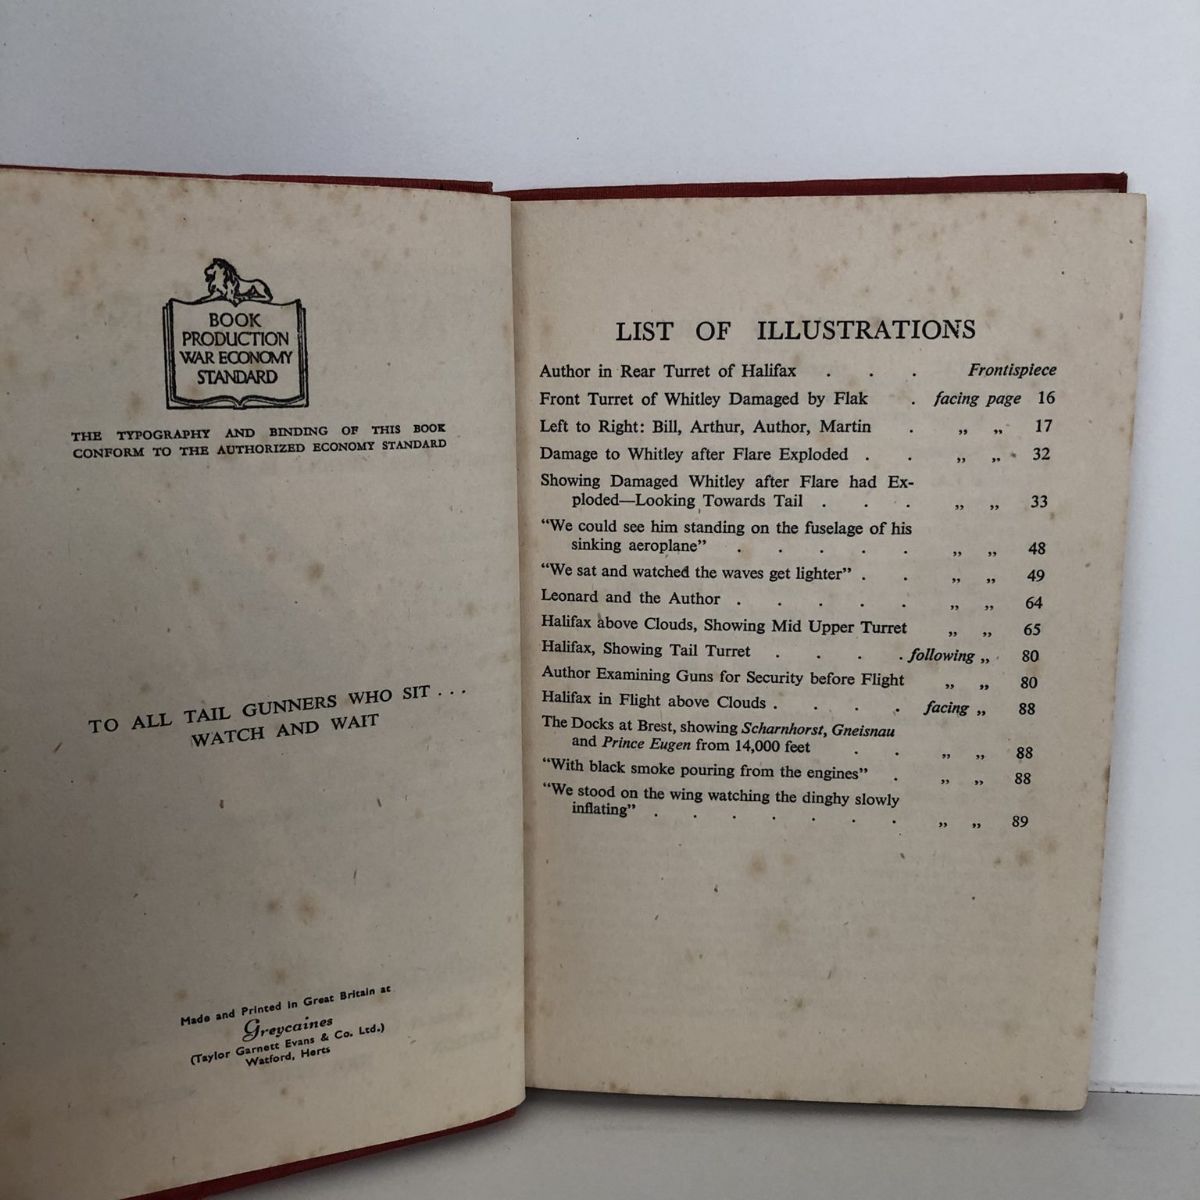 BOOK
PRODUCTION
WAR ECONOMY
STANDARD
THE TYPOGRAPHY AND BINDING OF THIS BOOK
CONFORM TO THE AUTHORIZED ECONOMY STANDARD
TO ALL TAIL GUNNERS WHO SIT . . .
WATCH AND WAIT
Made and Printed in Great Britain at
Greycaines
(Taylor Garnett Evans & Co. Ltd.)
Watford, Herts
LIST OF ILLUSTRATIONS
Author in Rear Turret of Halifax . . . Frontispiece
Front Turret of Whitley Damaged by Flak . facing page 16
Left to Right: Bill, Arthur, Author, Martin . „ „ 17
Damage to Whitley after Flare Exploded . . „ „ 32
Showing Damaged Whitley after Flare had Ex-
ploded—Looking Towards Tail . . . „ „ 33
"We could see him standing on the fuselage of his
sinking aeroplane" . . . . . „ „ 48
"We sat and watched the waves get lighter" . . „ „ 49
Leonard and the Author . . . . . „ „ 64
Halifax above Clouds, Showing Mid Upper Turret „ „ 65
Halifax, Showing Tail Turret . . . . following „ 80
Author Examining Guns for Security before Flight „ „ 80
Halifax in Flight above Clouds . . . . facing „ 88
The Docks at Brest, showing Scharnhorst, Gneisnau
and Prince Eugen from 14,000 feet . . „ „ 88
"With black smoke pouring from the engines" . „ „ 88
"We stood on the wing watching the dinghy slowly
inflating" . . . . . . . „ „ 89